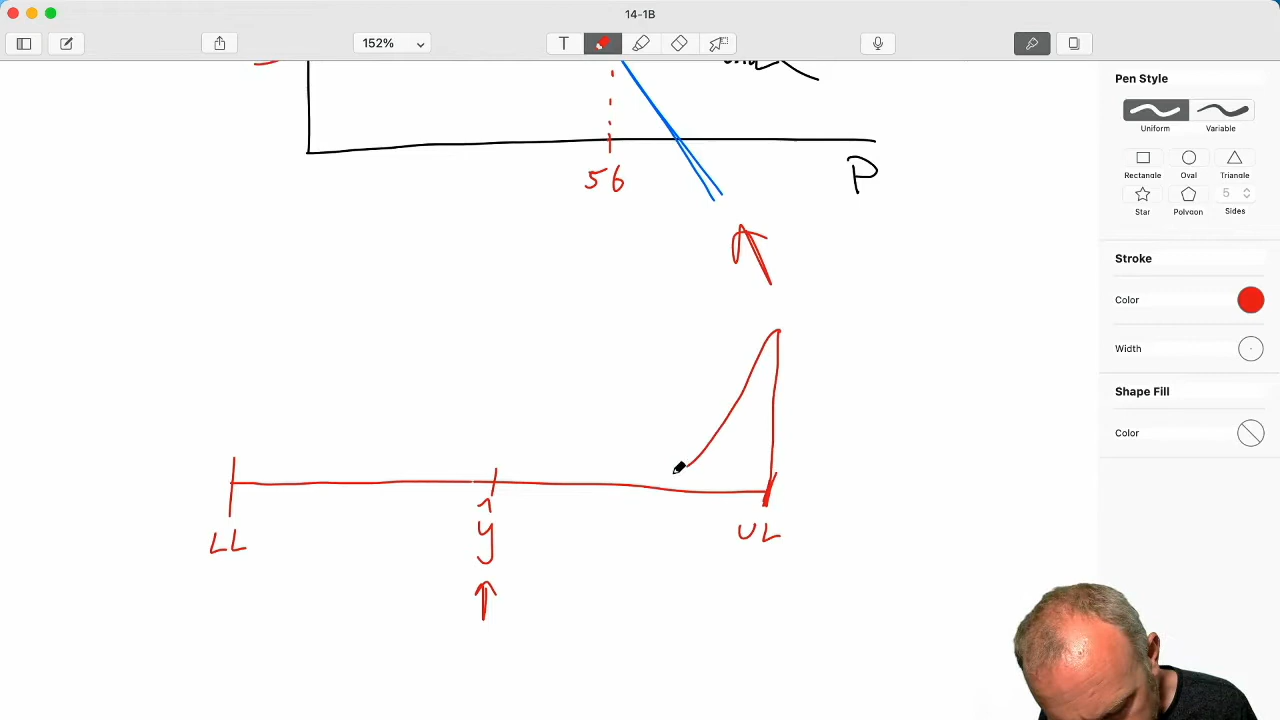 14-1B
152%
T
Pen Style
Uniform
Variable
Rectangle
Oval
Triangle
5
Star
Polygon
Sides
Stroke
Color
Width
Shape Fill
Color
56
P
LL
ŷ
UL